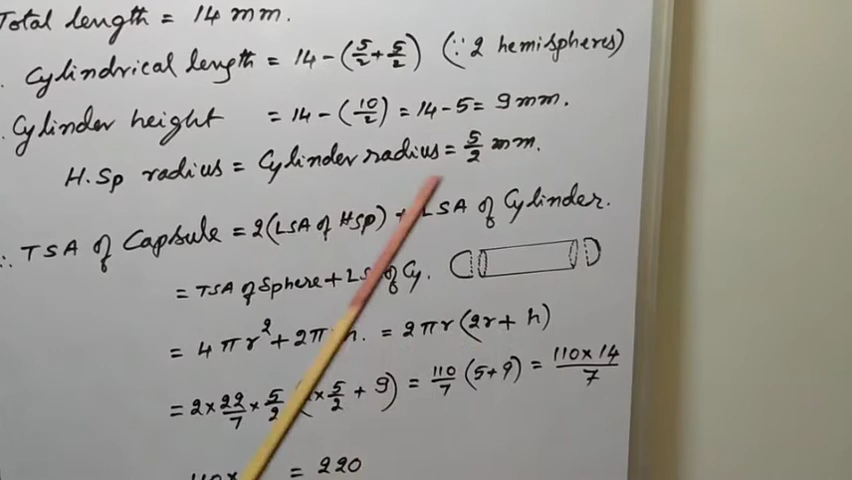 Total length = 14 mm.
Cylindrical length = 14 - (5/2 + 5/2) (∵ 2 hemispheres)
Cylinder height = 14 - (10/2) = 14 - 5 = 9 mm.
H.Sp radius = Cylinder radius = 5/2 mm.
∴ TSA of Capsule = 2(LSA of HSp) + LSA of Cylinder.
= TSA of Sphere + LS of Cy.
= 4πr² + 2π h. = 2πr(2r + h)
= 2 × 22/7 × 5/2 ( × 5/2 + 9) = 110/7 (5+9) = 110 × 14/7
110 × = 220